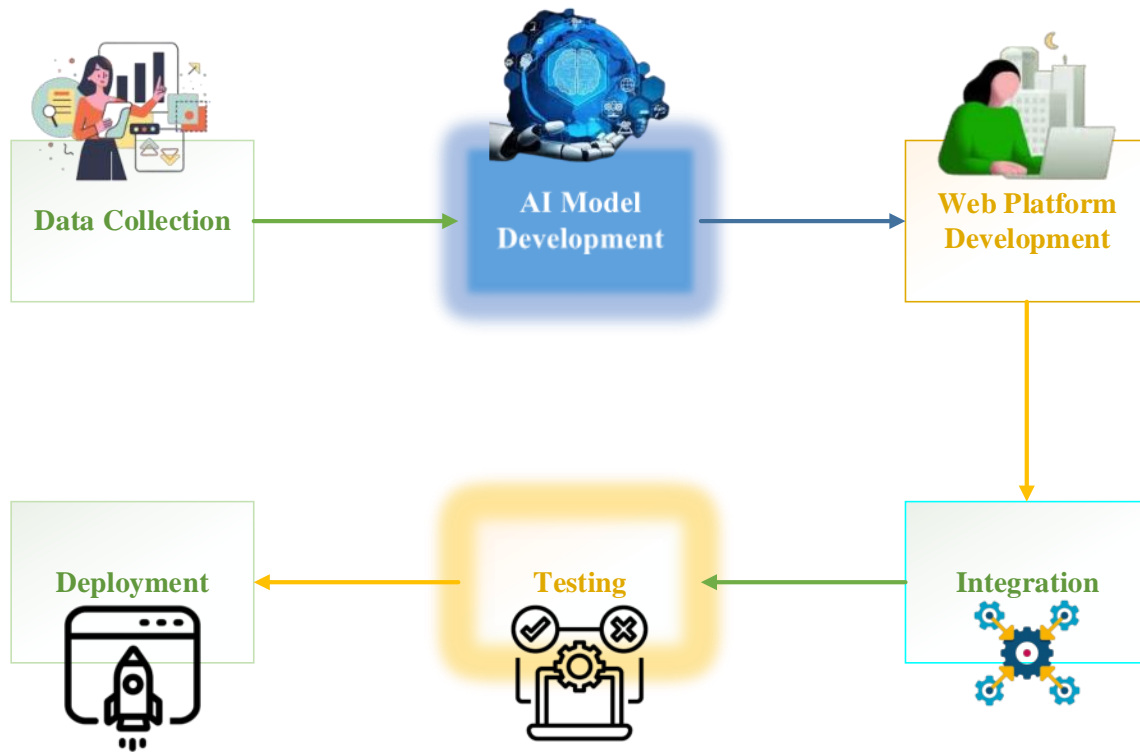 Data Collection
AI Model
Development
Web Platform
Development
Deployment
Testing
Integration